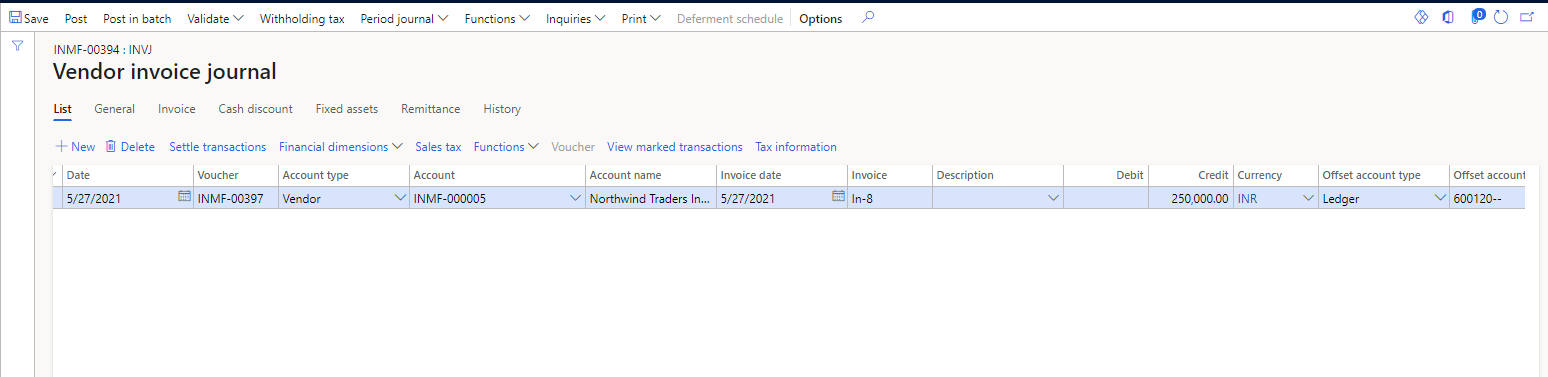 Save Post Post in batch Validate Withholding tax Period journal Functions Inquiries Print Deferment schedule Options 0
INMF-00394 : INVJ
Vendor invoice journal
List General Invoice Cash discount Fixed assets Remittance History
New Delete Settle transactions Financial dimensions Sales tax Functions Voucher View marked transactions Tax information
Date Voucher Account type Account Account name Invoice date Invoice Description Debit Credit Currency Offset account type Offset account
5/27/2021 INMF-00397 Vendor INMF-000005 Northwind Traders In... 5/27/2021 In-8 250,000.00 INR Ledger 600120--